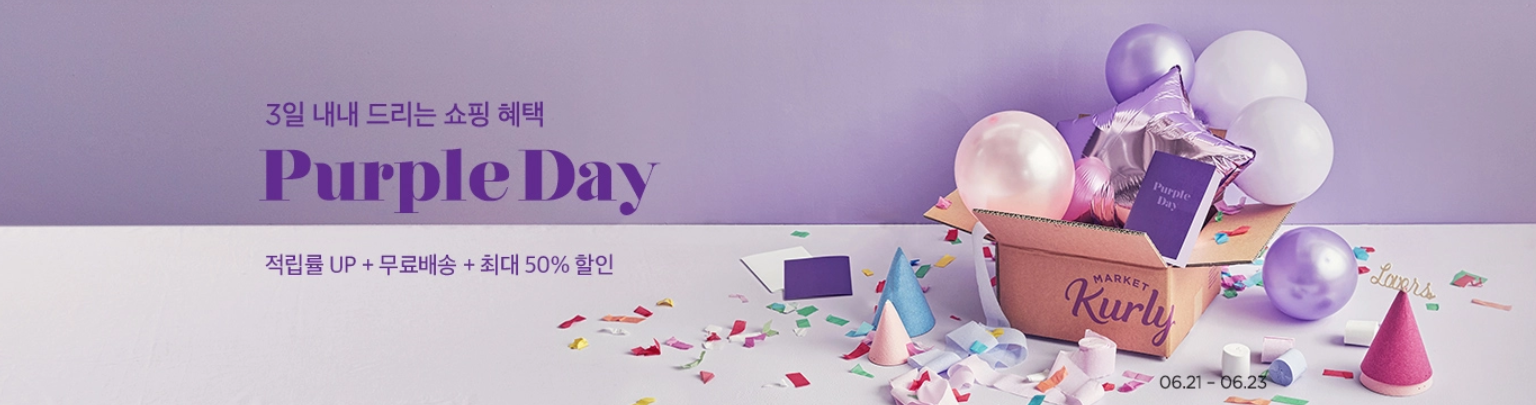 3일 내내 드리는 쇼핑 혜택
Purple Day
적립률 UP + 무료배송 + 최대 50% 할인
Purple
Day
MARKET
Kurly
Lovers
06.21 – 06.23